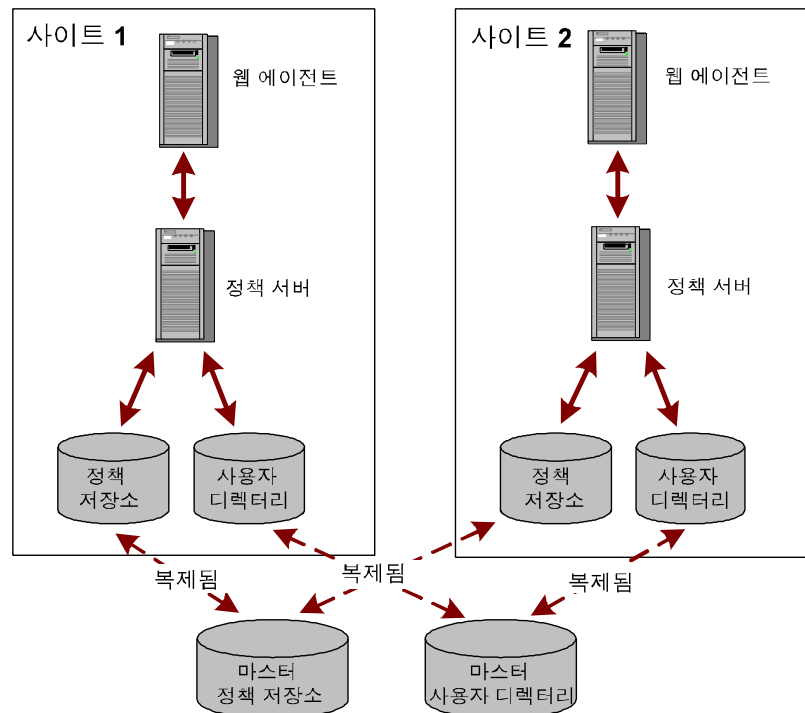 사이트 1
웹 에이전트
정책 서버
정책
저장소
사용자
디렉터리
사이트 2
웹 에이전트
정책 서버
정책
저장소
사용자
디렉터리
복제됨
복제됨
복제됨
마스터
정책 저장소
마스터
사용자 디렉터리